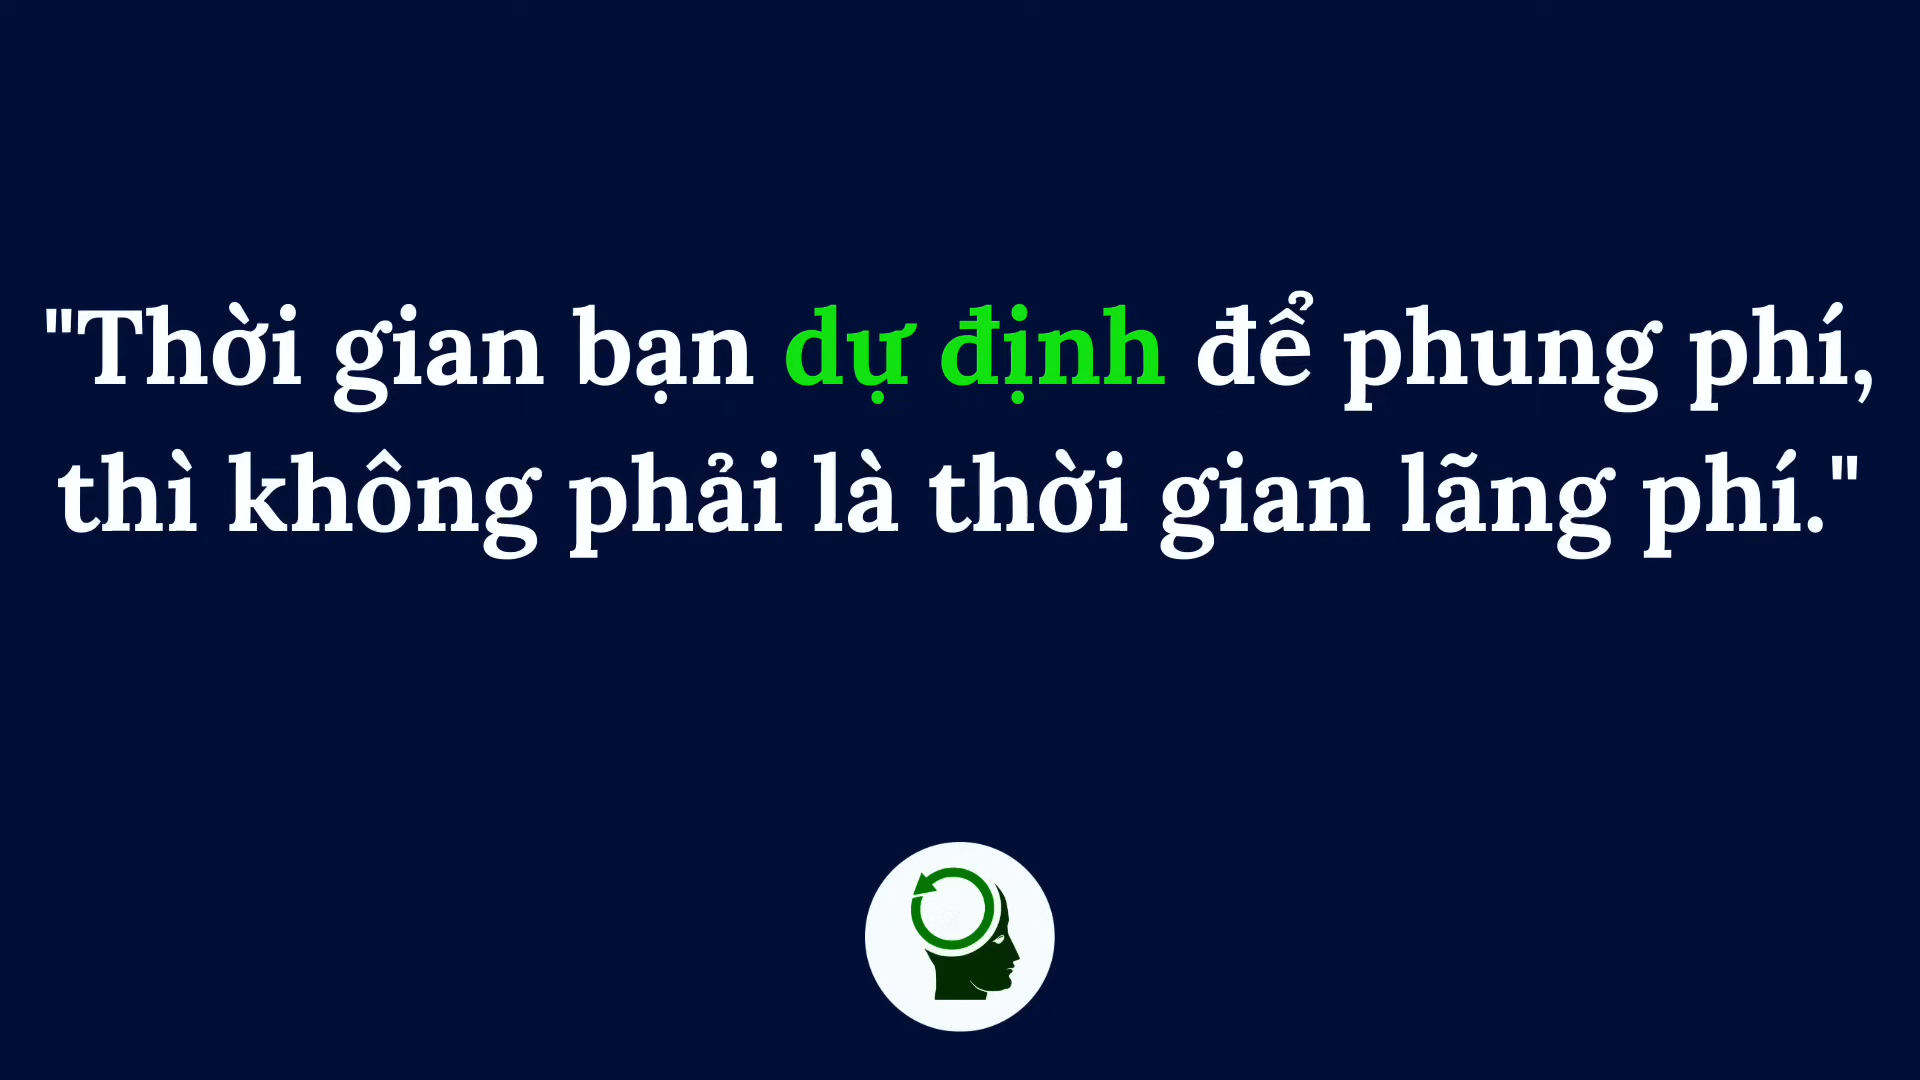 "Thời gian bạn dự định để phung phí,
thì không phải là thời gian lãng phí."